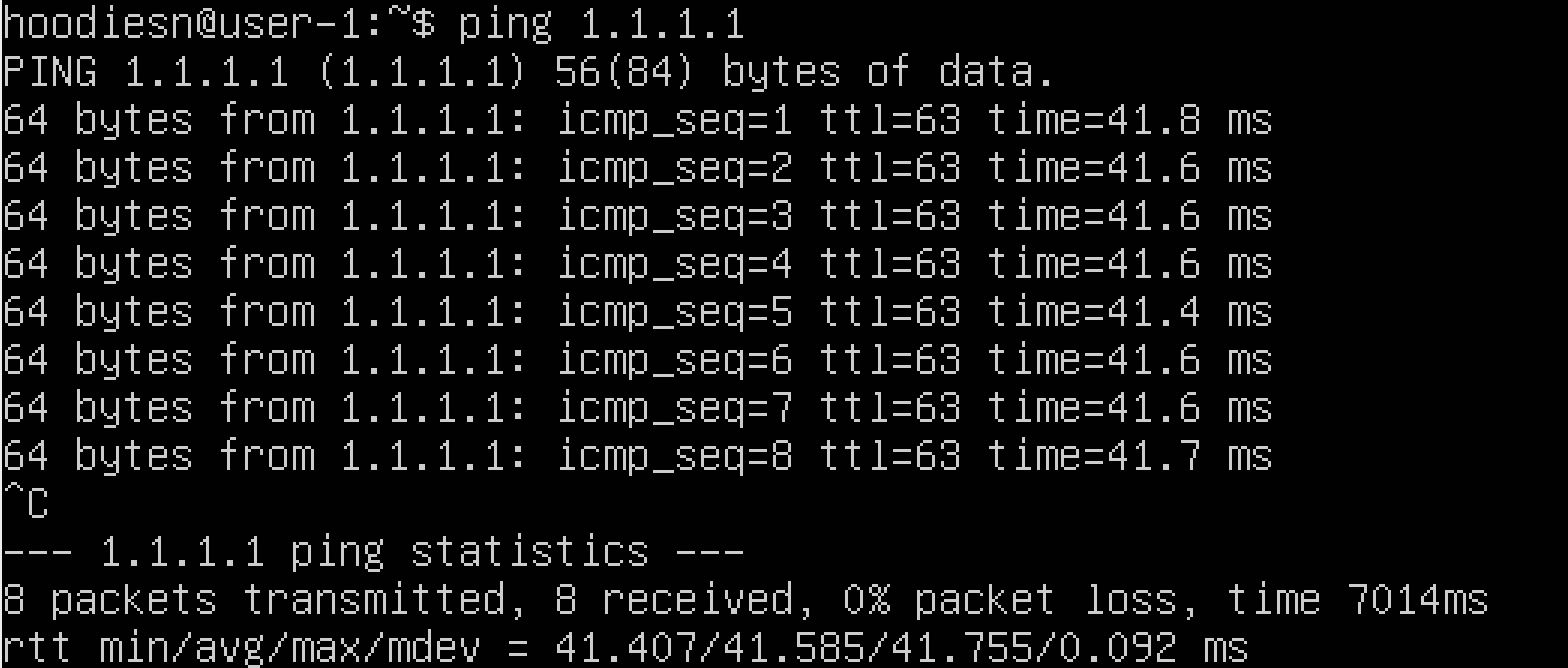 hoodiesn@user-1:~$ ping 1.1.1.1
PING 1.1.1.1 (1.1.1.1) 56(84) bytes of data.
64 bytes from 1.1.1.1: icmp_seq=1 ttl=63 time=41.8 ms
64 bytes from 1.1.1.1: icmp_seq=2 ttl=63 time=41.6 ms
64 bytes from 1.1.1.1: icmp_seq=3 ttl=63 time=41.6 ms
64 bytes from 1.1.1.1: icmp_seq=4 ttl=63 time=41.6 ms
64 bytes from 1.1.1.1: icmp_seq=5 ttl=63 time=41.4 ms
64 bytes from 1.1.1.1: icmp_seq=6 ttl=63 time=41.6 ms
64 bytes from 1.1.1.1: icmp_seq=7 ttl=63 time=41.6 ms
64 bytes from 1.1.1.1: icmp_seq=8 ttl=63 time=41.7 ms
^C
--- 1.1.1.1 ping statistics ---
8 packets transmitted, 8 received, 0% packet loss, time 7014ms
rtt min/avg/max/mdev = 41.407/41.585/41.755/0.092 ms